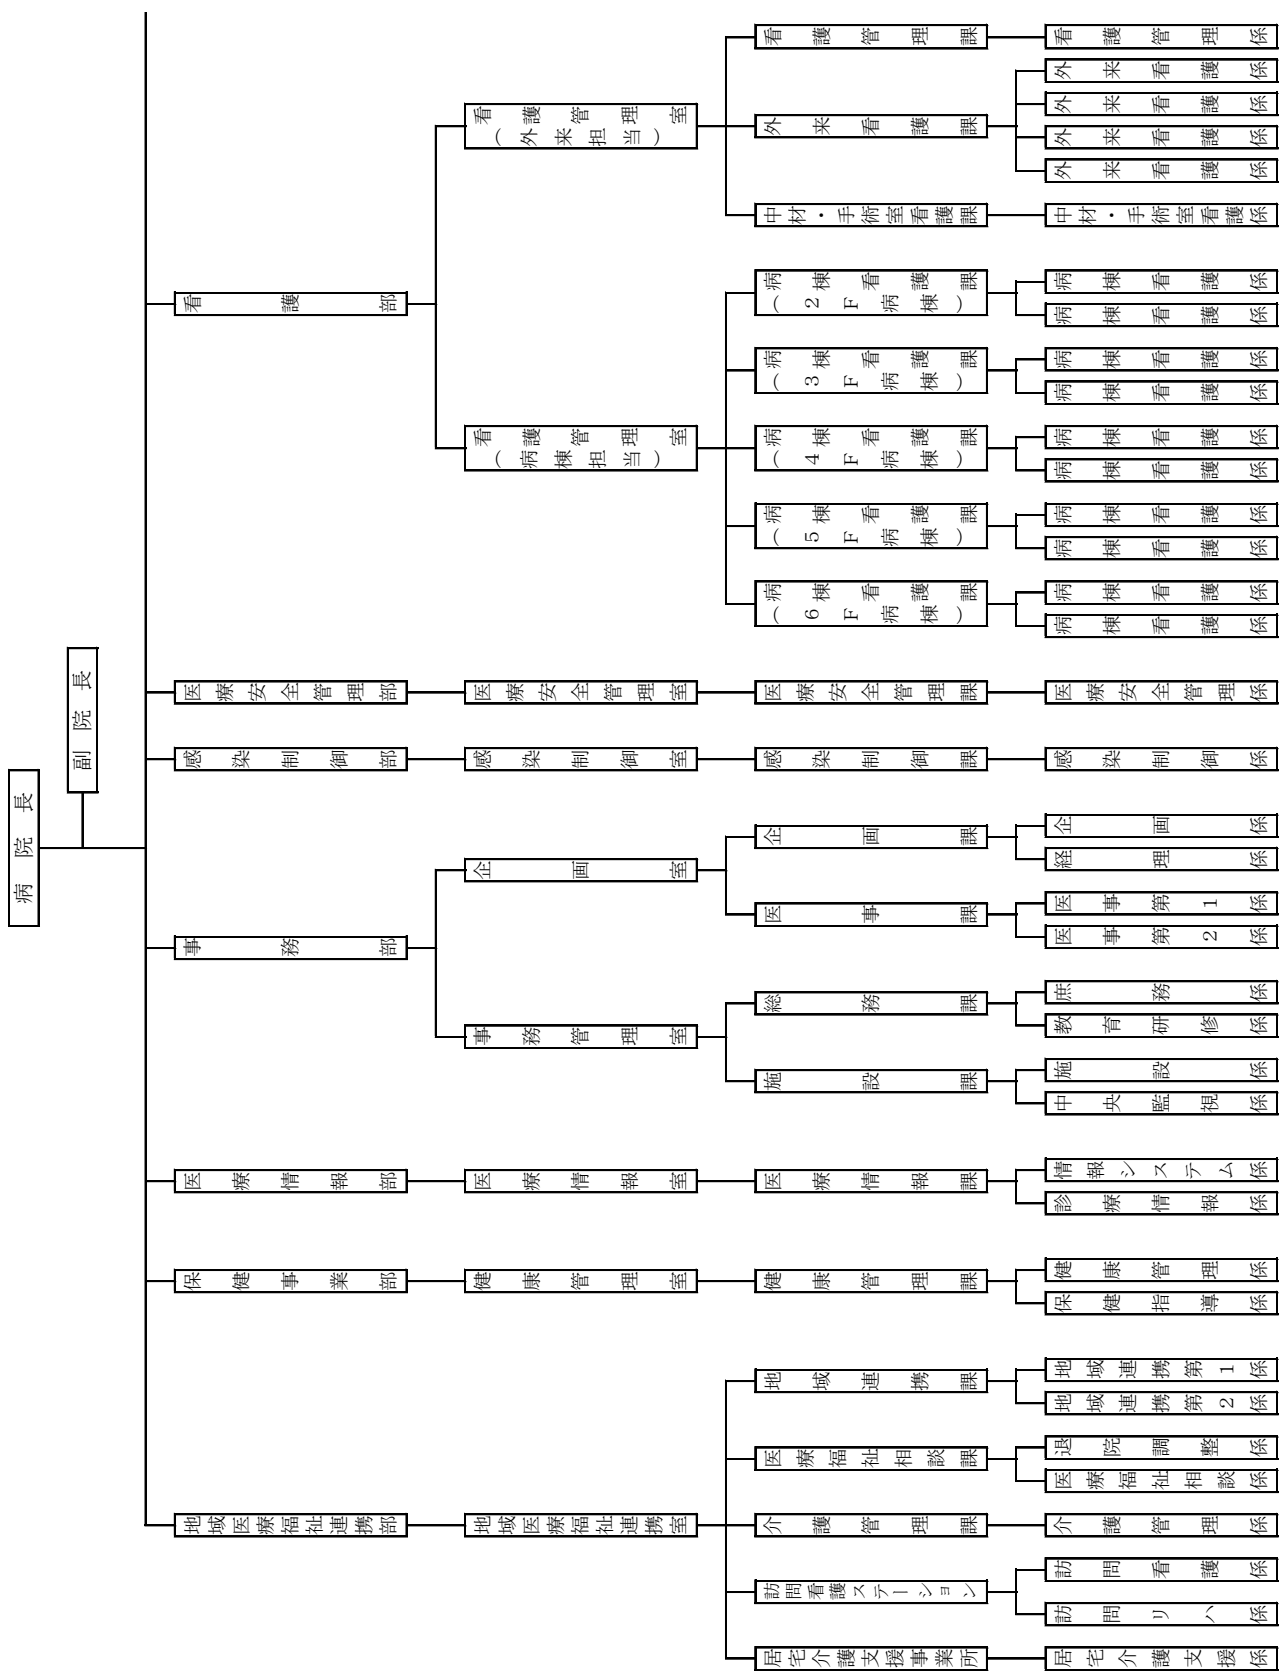 病院長
副院長
看護部
看護管理室
（外来担当）
看護管理課
看護管理係
外来看護課
外来看護係
外来看護係
外来看護係
外来看護係
中材・手術室看護課
中材・手術室看護係
看護管理室
（病棟担当）
病棟看護課
（2F病棟）
病棟看護係
病棟看護係
病棟看護課
（3F病棟）
病棟看護係
病棟看護係
病棟看護課
（4F病棟）
病棟看護係
病棟看護係
病棟看護課
（5F病棟）
病棟看護係
病棟看護係
病棟看護課
（6F病棟）
病棟看護係
病棟看護係
医療安全管理部
医療安全管理室
医療安全管理課
医療安全管理係
感染制御部
感染制御室
感染制御課
感染制御係
事務部
企画室
企画課
企画係
経理係
医事課
医事第1係
医事第2係
事務管理室
総務課
庶務係
教育研修係
施設課
施設係
中央監視係
医療情報部
医療情報室
医療情報課
情報システム係
診療情報係
保健事業部
健康管理室
健康管理課
健康管理係
保健指導係
地域医療福祉連携部
地域医療福祉連携室
地域連携課
地域連携第1係
地域連携第2係
医療福祉相談課
退院調整係
医療福祉相談係
介護管理課
介護管理係
訪問看護ステーション
訪問看護係
訪問リハ係
居宅介護支援事業所
居宅介護支援係